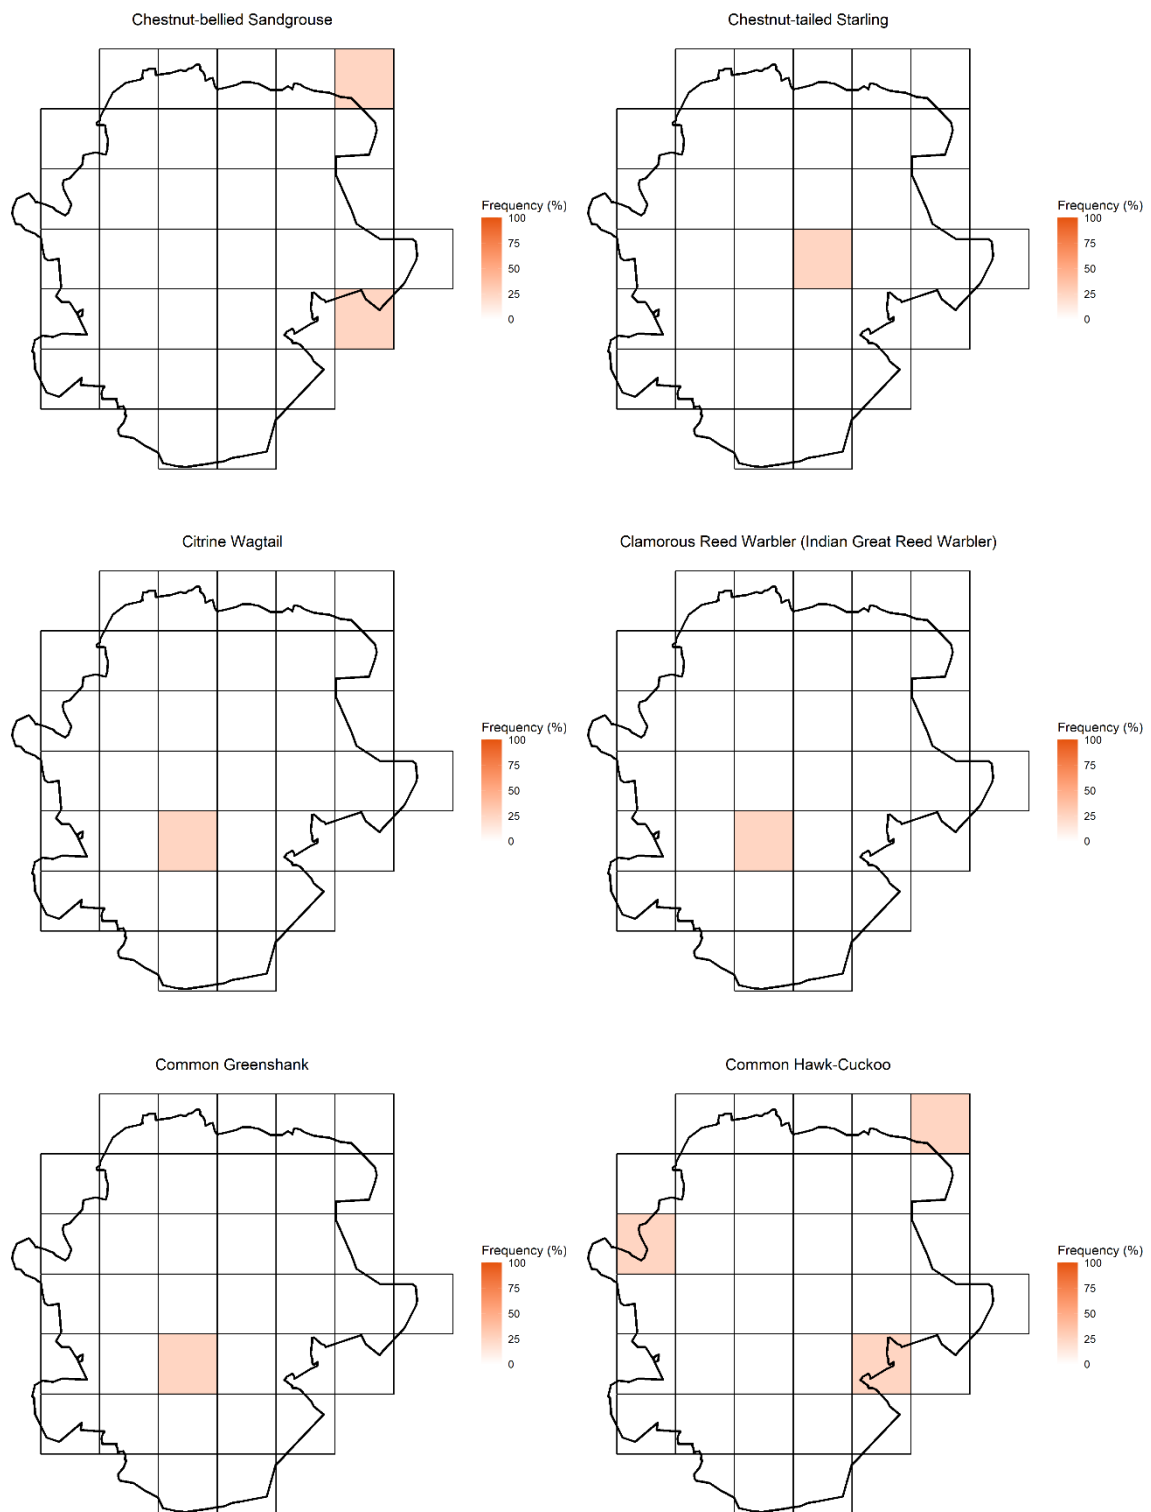 Chestnut-bellied Sandgrouse
Frequency (%)
100
75
50
25
0
Chestnut-tailed Starling
Frequency (%)
100
75
50
25
0
Citrine Wagtail
Frequency (%)
100
75
50
25
0
Clamorous Reed Warbler (Indian Great Reed Warbler)
Frequency (%)
100
75
50
25
0
Common Greenshank
Frequency (%)
100
75
50
25
0
Common Hawk-Cuckoo
Frequency (%)
100
75
50
25
0